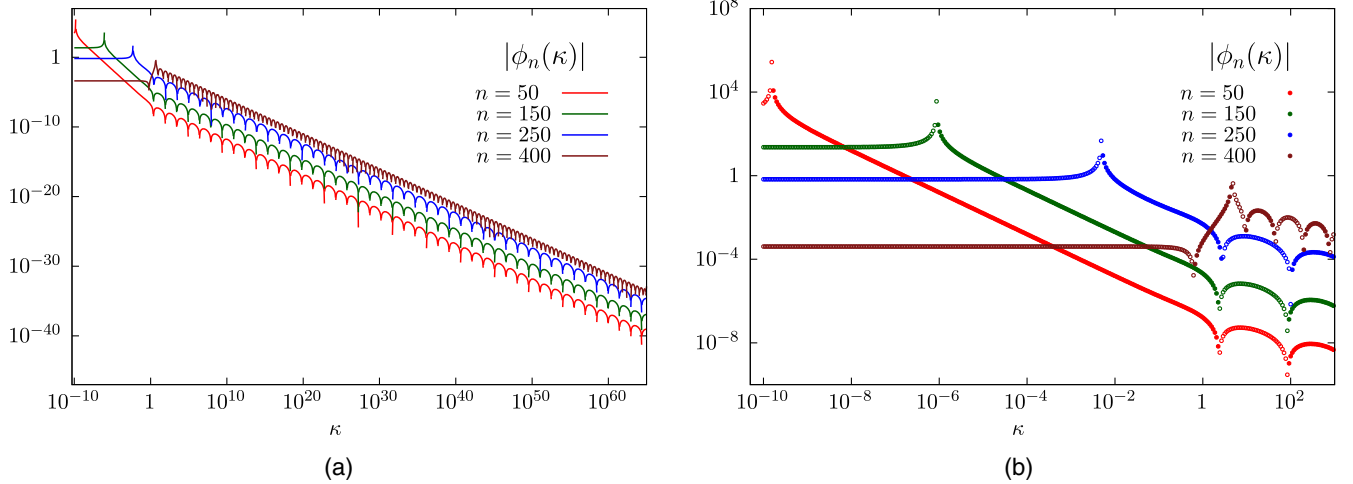 |ϕₙ(κ)|
n = 50
n = 150
n = 250
n = 400
1
10⁻¹⁰
10⁻²⁰
10⁻³⁰
10⁻⁴⁰
10⁻¹⁰ 1 10¹⁰ 10²⁰ 10³⁰ 10⁴⁰ 10⁵⁰ 10⁶⁰
κ
(a)
10⁸
10⁴
1
10⁻⁴
10⁻⁸
|ϕₙ(κ)|
n = 50
n = 150
n = 250
n = 400
10⁻¹⁰ 10⁻⁸ 10⁻⁶ 10⁻⁴ 10⁻² 1 10²
κ
(b)